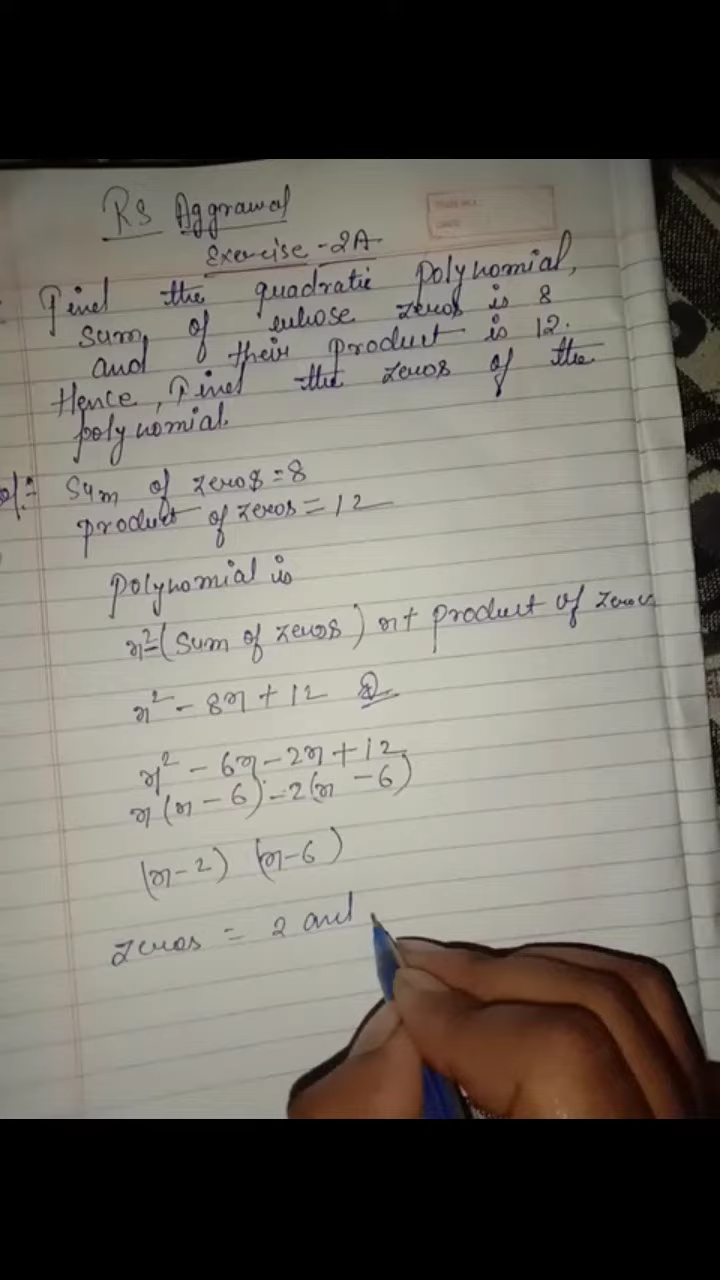 RS Aggrawal
Exercise - 2A
Find the quadratic polynomial,
sum of whose zeros is 8
and their product is 12.
Hence, Find the zeros of the
polynomial.
Sum of zeros = 8
product of zeros = 12
polynomial is
x² - (Sum of zeros) x + product of zeros
x² - 8x + 12
x² - 6x - 2x + 12
x (x - 6) - 2 (x - 6)
(x - 2) (x - 6)
zeros = 2 and